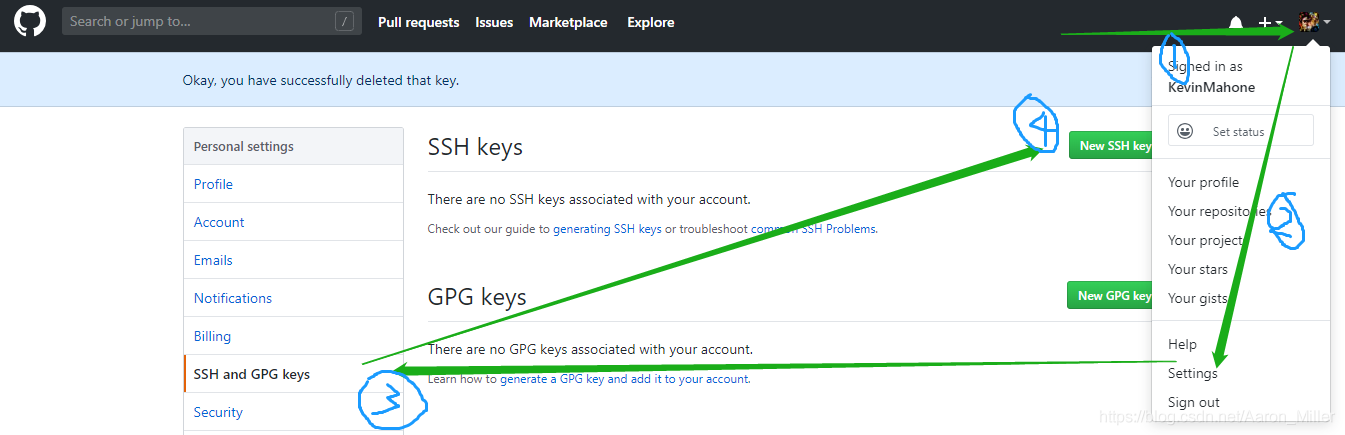 Search or jump to... /
Pull requests Issues Marketplace Explore
1
Okay, you have successfully deleted that key.
Signed in as
KevinMahone
Set status
Your profile
Your repositories
2
Your projects
Your stars
Your gists
Help
Settings
Sign out
Personal settings
Profile
Account
Emails
Notifications
Billing
SSH and GPG keys
3
Security
SSH keys
4
New SSH key
There are no SSH keys associated with your account.
Check out our guide to generating SSH keys or troubleshoot common SSH Problems.
GPG keys
New GPG key
There are no GPG keys associated with your account.
Learn how to generate a GPG key and add it to your account.
https://blog.csdn.net/Aaron_Miller